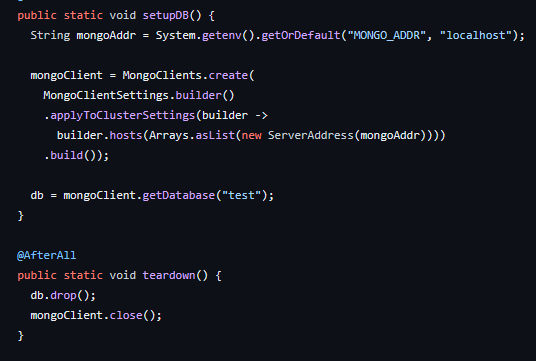 public static void setupDB() {
String mongoAddr = System.getenv().getOrDefault("MONGO_ADDR", "localhost");
mongoClient = MongoClients.create(
MongoClientSettings.builder()
.applyToClusterSettings(builder ->
builder.hosts(Arrays.asList(new ServerAddress(mongoAddr))))
.build());
db = mongoClient.getDatabase("test");
}
@AfterAll
public static void teardown() {
db.drop();
mongoClient.close();
}